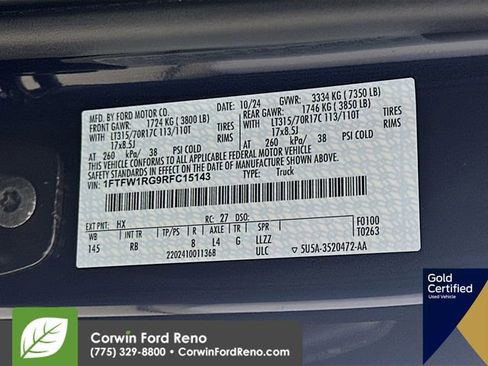 MFD. BY FORD MOTOR CO.
10/24 GVWR: 3334 KG ( 7350 LB)
FRONT GAWR: 1724 KG ( 3800 LB)
REAR GAWR: 1746 KG ( 3850 LB)
LT315/70R17C 113/110T
LT315/70R17C 113/110T
17x8.5J
17x8.5J
AT 260 kPa/ 38 PSI COLD
AT 260 kPa/ 38 PSI COLD
THIS VEHICLE CONFORMS TO ALL APPLICABLE FEDERAL MOTOR VEHICLE
SAFETY STANDARDS IN EFFECT ON THE DATE OF MANUFACTURE SHOWN ABOVE.
VIN: 1FTFW1RG9RFC15143
TYPE: Truck
EXT PNT: HX RC: 27 DSO: F0100
WB INT TR TP/PS R AXLE TR SPR T0263
145 RB 8 L4 G LLZZ
2202410011368 ULC 5U5A-3520472-AA
Gold
Certified
Used Vehicle
Corwin Ford Reno
(775) 329-8800 • CorwinFordReno.com